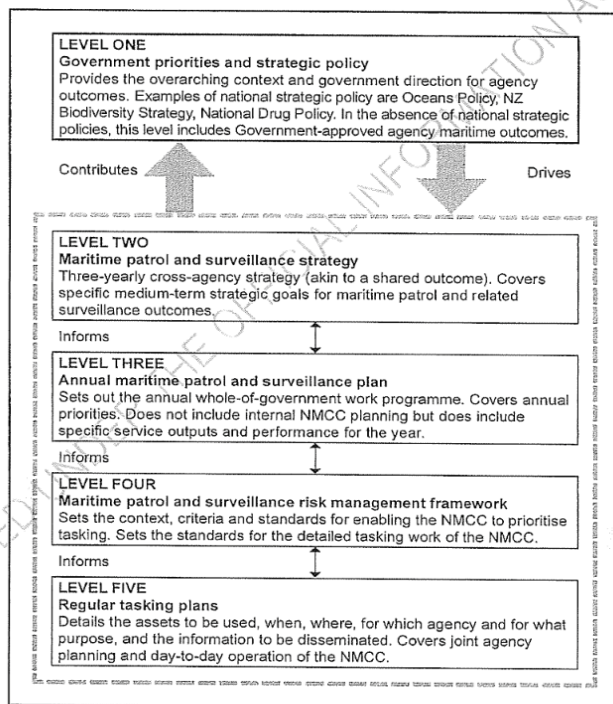 LEVEL ONE
Government priorities and strategic policy
Provides the overarching context and government direction for agency
outcomes. Examples of national strategic policy are Oceans Policy, NZ
Biodiversity Strategy, National Drug Policy. In the absence of national strategic
policies, this level includes Government-approved agency maritime outcomes.
Contributes
Drives
LEVEL TWO
Maritime patrol and surveillance strategy
Three-yearly cross-agency strategy (akin to a shared outcome). Covers
specific medium-term strategic goals for maritime patrol and related
surveillance outcomes.
Informs
LEVEL THREE
Annual maritime patrol and surveillance plan
Sets out the annual whole-of-government work programme. Covers annual
priorities. Does not include internal NMCC planning but does include
specific service outputs and performance for the year.
Informs
LEVEL FOUR
Maritime patrol and surveillance risk management framework
Sets the context, criteria and standards for enabling the NMCC to prioritise
tasking. Sets the standards for the detailed tasking work of the NMCC.
Informs
LEVEL FIVE
Regular tasking plans
Details the assets to be used, when, where, for which agency and for what
purpose, and the information to be disseminated. Covers joint agency
planning and day-to-day operation of the NMCC.
ED UNDER THE OFFICIAL INFORMATION A